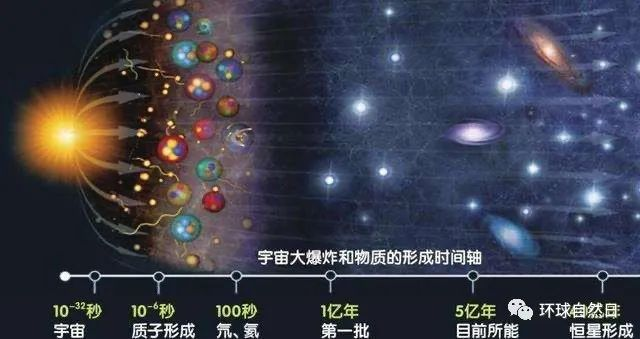 宇宙大爆炸和物质的形成时间轴
10⁻³²秒
10⁻⁶秒
100秒
1亿年
5亿年
宇宙
质子形成
氘、氦
第一批
目前所能
恒星形成
环球自然日